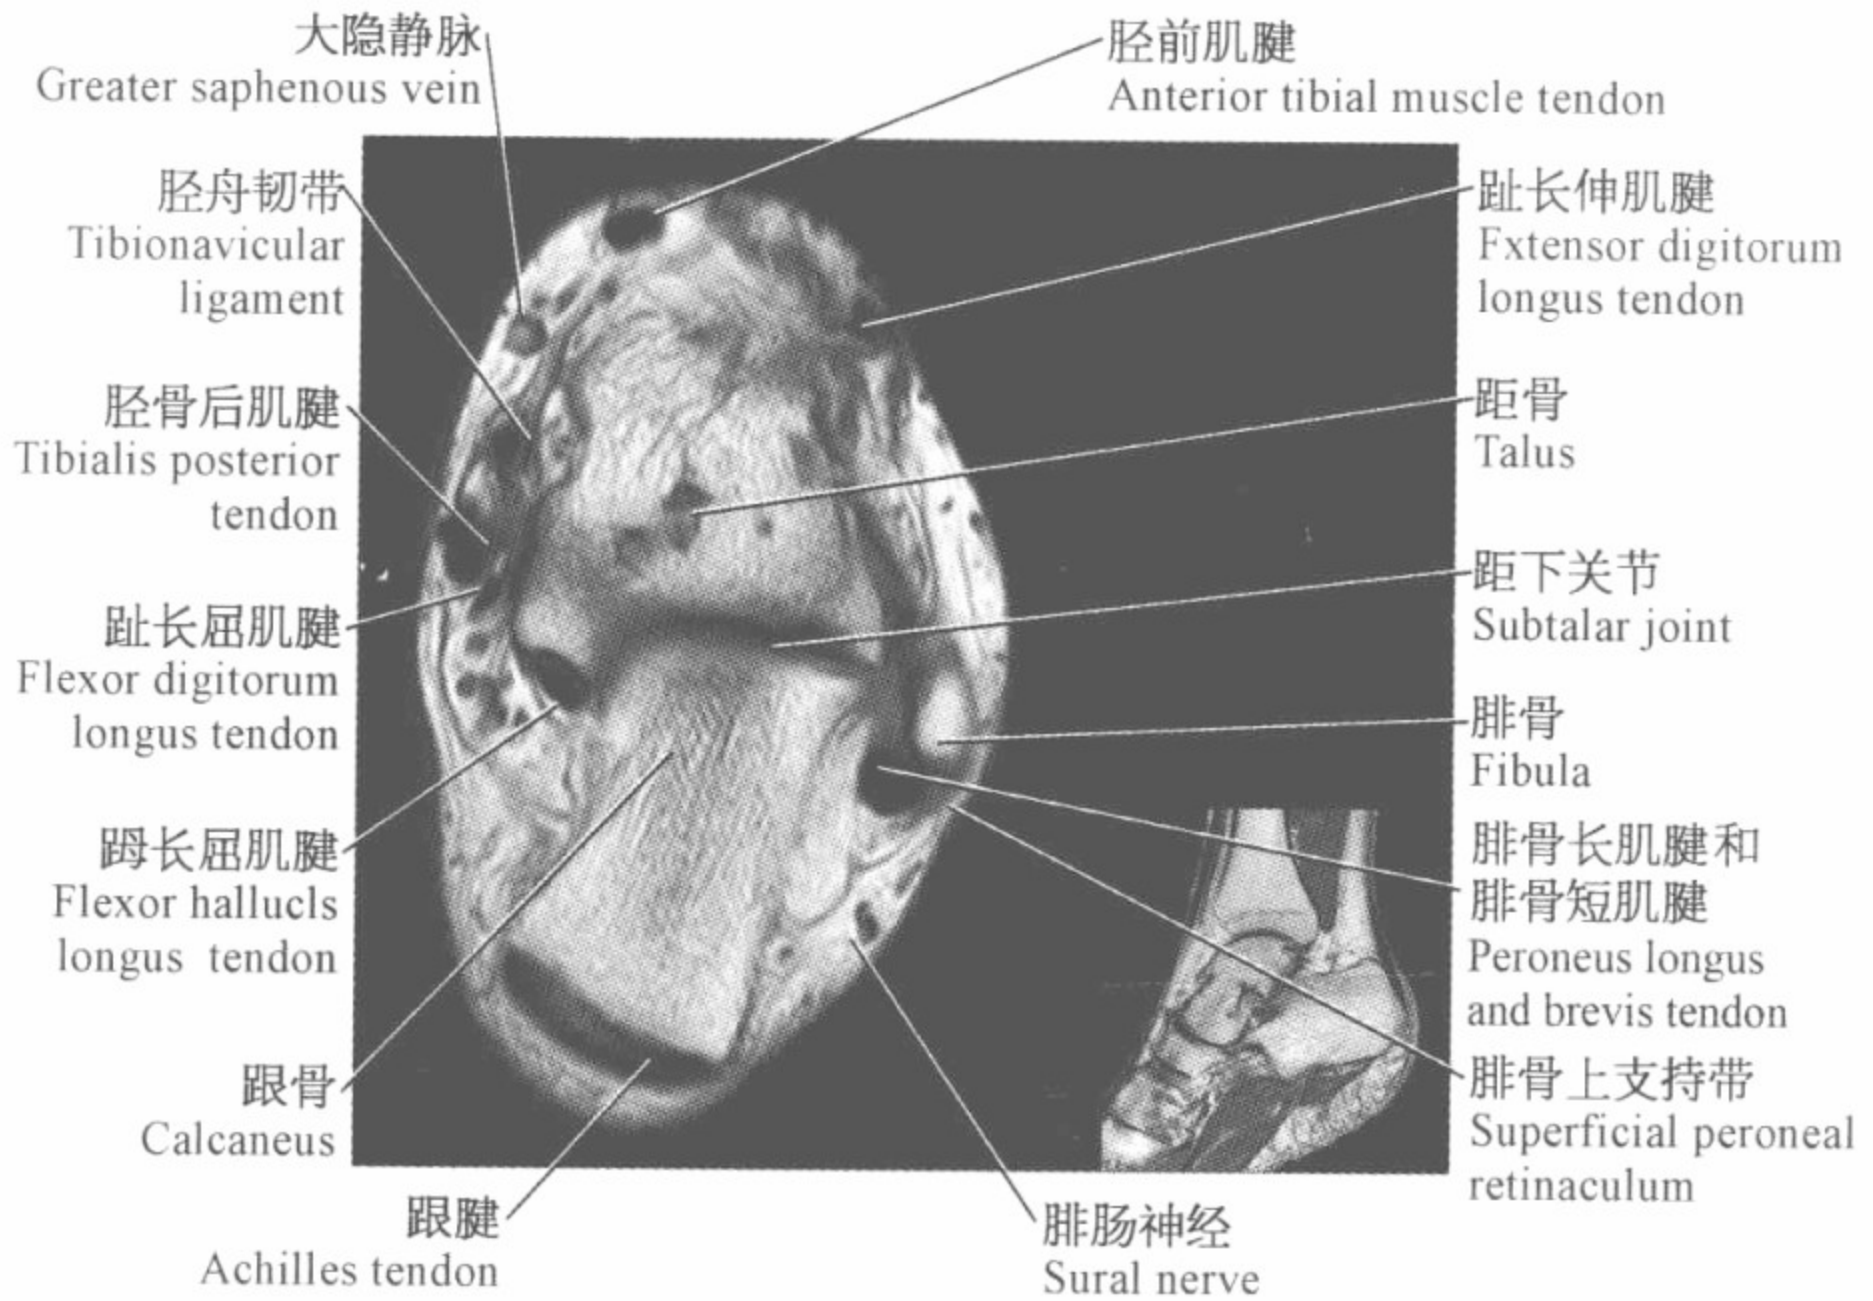 大隐静脉
Greater saphenous vein
胫舟韧带
Tibionavicular
ligament
胫骨后肌腱
Tibialis posterior
tendon
趾长屈肌腱
Flexor digitorum
longus tendon
踇长屈肌腱
Flexor hallucls
longus tendon
跟骨
Calcaneus
跟腱
Achilles tendon
胫前肌腱
Anterior tibial muscle tendon
趾长伸肌腱
Fxtensor digitorum
longus tendon
距骨
Talus
距下关节
Subtalar joint
腓骨
Fibula
腓骨长肌腱和
腓骨短肌腱
Peroneus longus
and brevis tendon
腓骨上支持带
Superficial peroneal
retinaculum
腓肠神经
Sural nerve